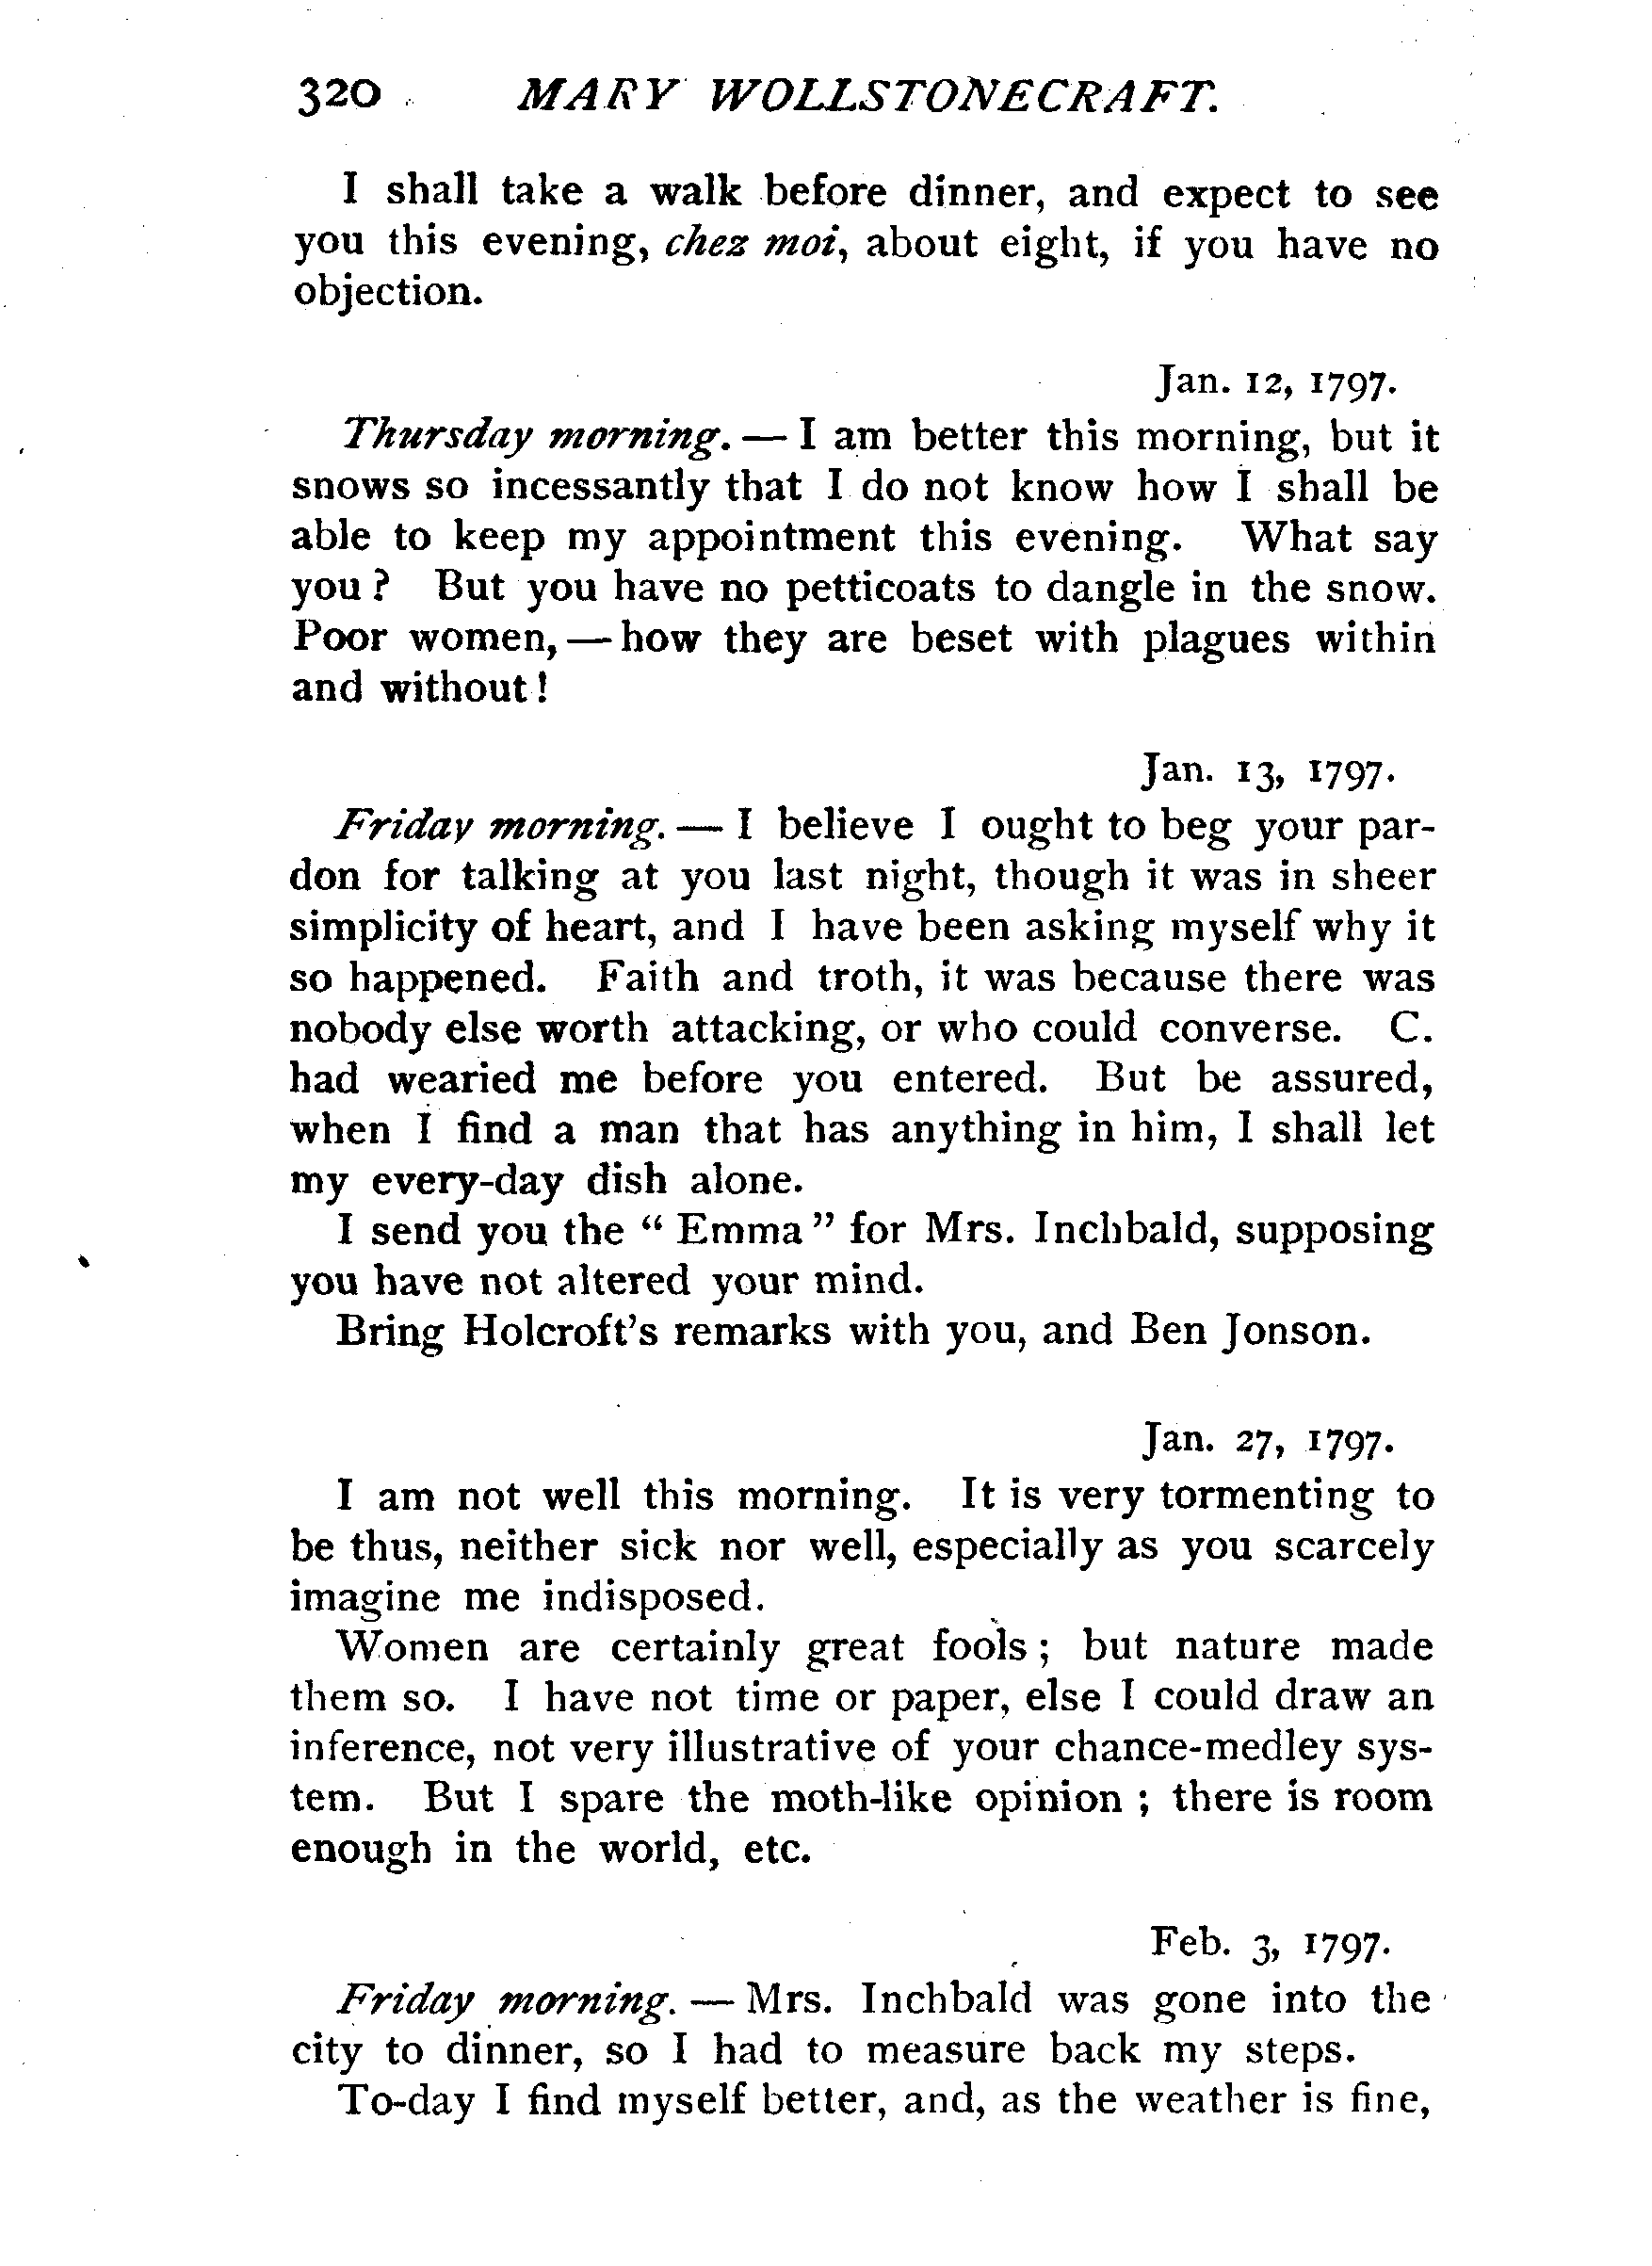 320 MARY WOLLSTONECRAFT.
I shall take a walk before dinner, and expect to see
you this evening, chez moi, about eight, if you have no
objection.
Jan. 12, 1797.
Thursday morning. — I am better this morning, but it
snows so incessantly that I do not know how I shall be
able to keep my appointment this evening. What say
you ? But you have no petticoats to dangle in the snow.
Poor women, — how they are beset with plagues within
and without !
Jan. 13, 1797.
Friday morning. — I believe I ought to beg your par-
don for talking at you last night, though it was in sheer
simplicity of heart, and I have been asking myself why it
so happened. Faith and troth, it was because there was
nobody else worth attacking, or who could converse. C.
had wearied me before you entered. But be assured,
when I find a man that has anything in him, I shall let
my every-day dish alone.
I send you the “ Emma ” for Mrs. Inchbald, supposing
you have not altered your mind.
Bring Holcroft’s remarks with you, and Ben Jonson.
Jan. 27, 1797.
I am not well this morning. It is very tormenting to
be thus, neither sick nor well, especially as you scarcely
imagine me indisposed.
Women are certainly great fools ; but nature made
them so. I have not time or paper, else I could draw an
inference, not very illustrative of your chance-medley sys-
tem. But I spare the moth-like opinion ; there is room
enough in the world, etc.
Feb. 3, 1797.
Friday morning. — Mrs. Inchbald was gone into the
city to dinner, so I had to measure back my steps.
To-day I find myself better, and, as the weather is fine,